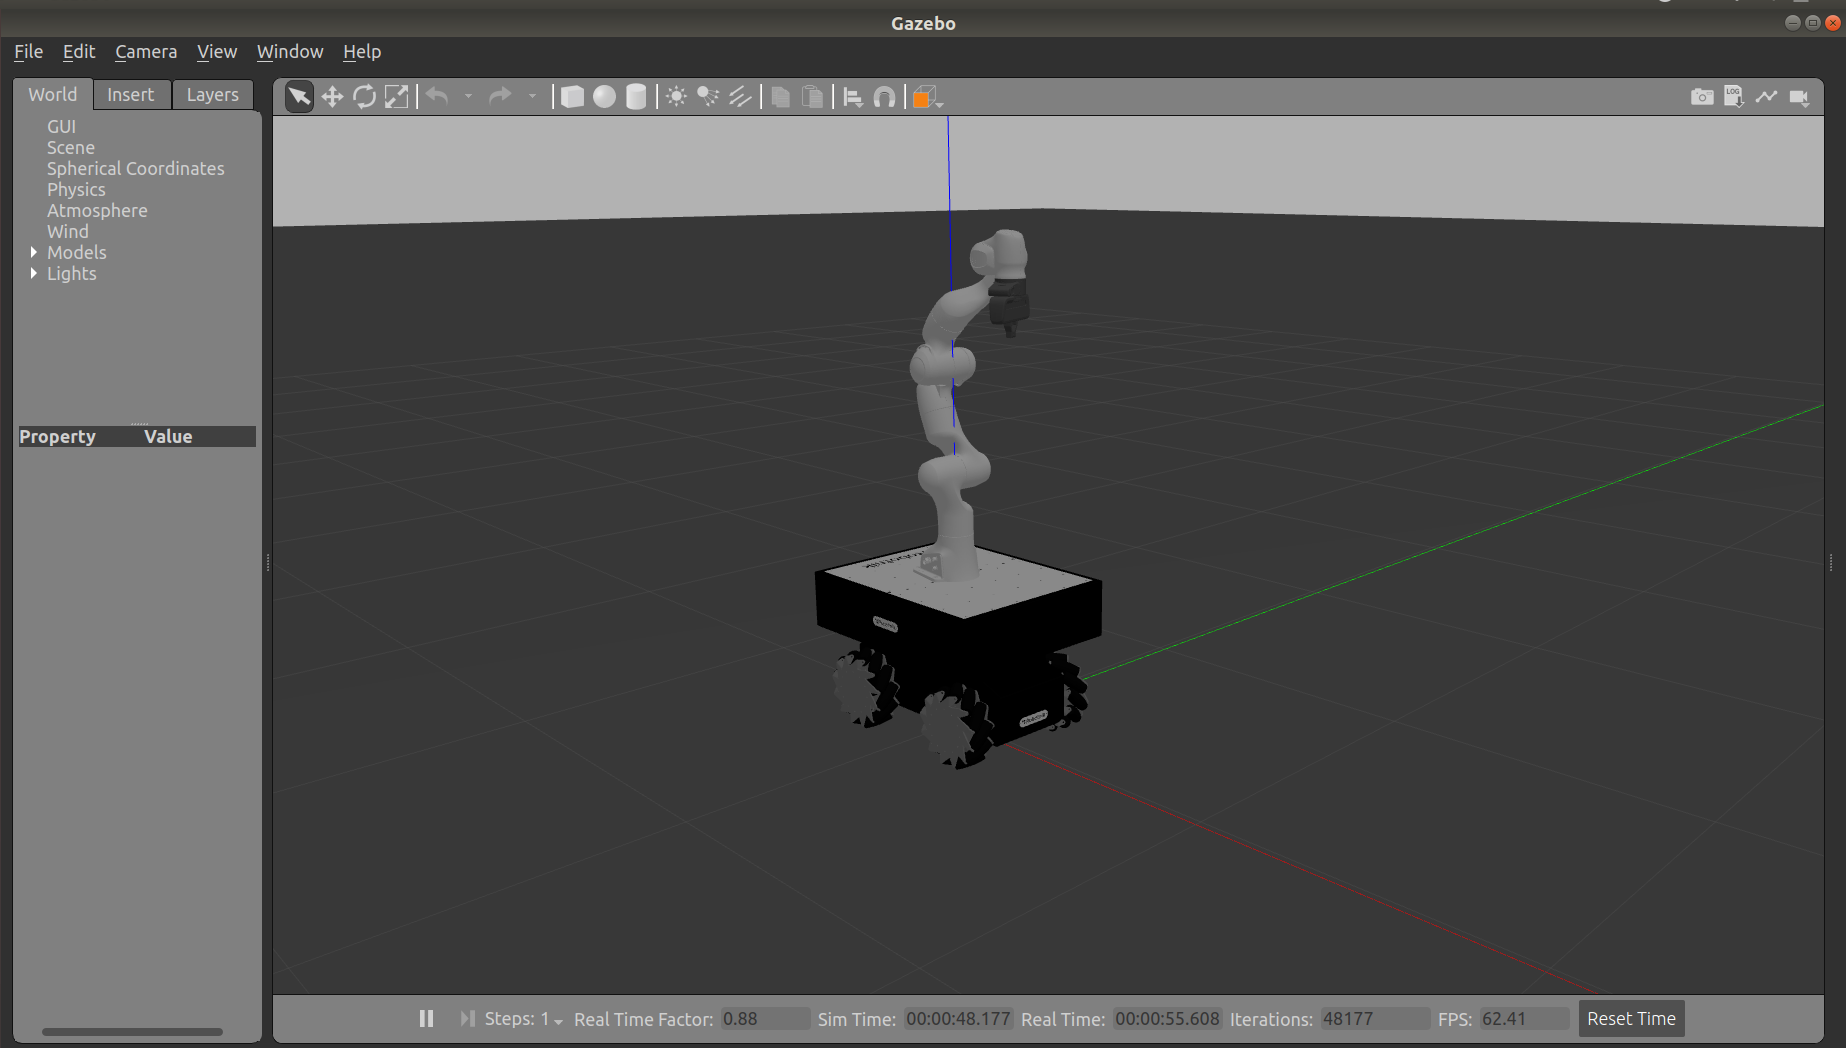 Gazebo
File Edit Camera View Window Help
World Insert Layers
GUI
Scene
Spherical Coordinates
Physics
Atmosphere
Wind
Models
Lights
Property Value
LOG
Steps: 1 Real Time Factor: 0.88 Sim Time: 00:00:48.177 Real Time: 00:00:55.608 Iterations: 48177 FPS: 62.41 Reset Time